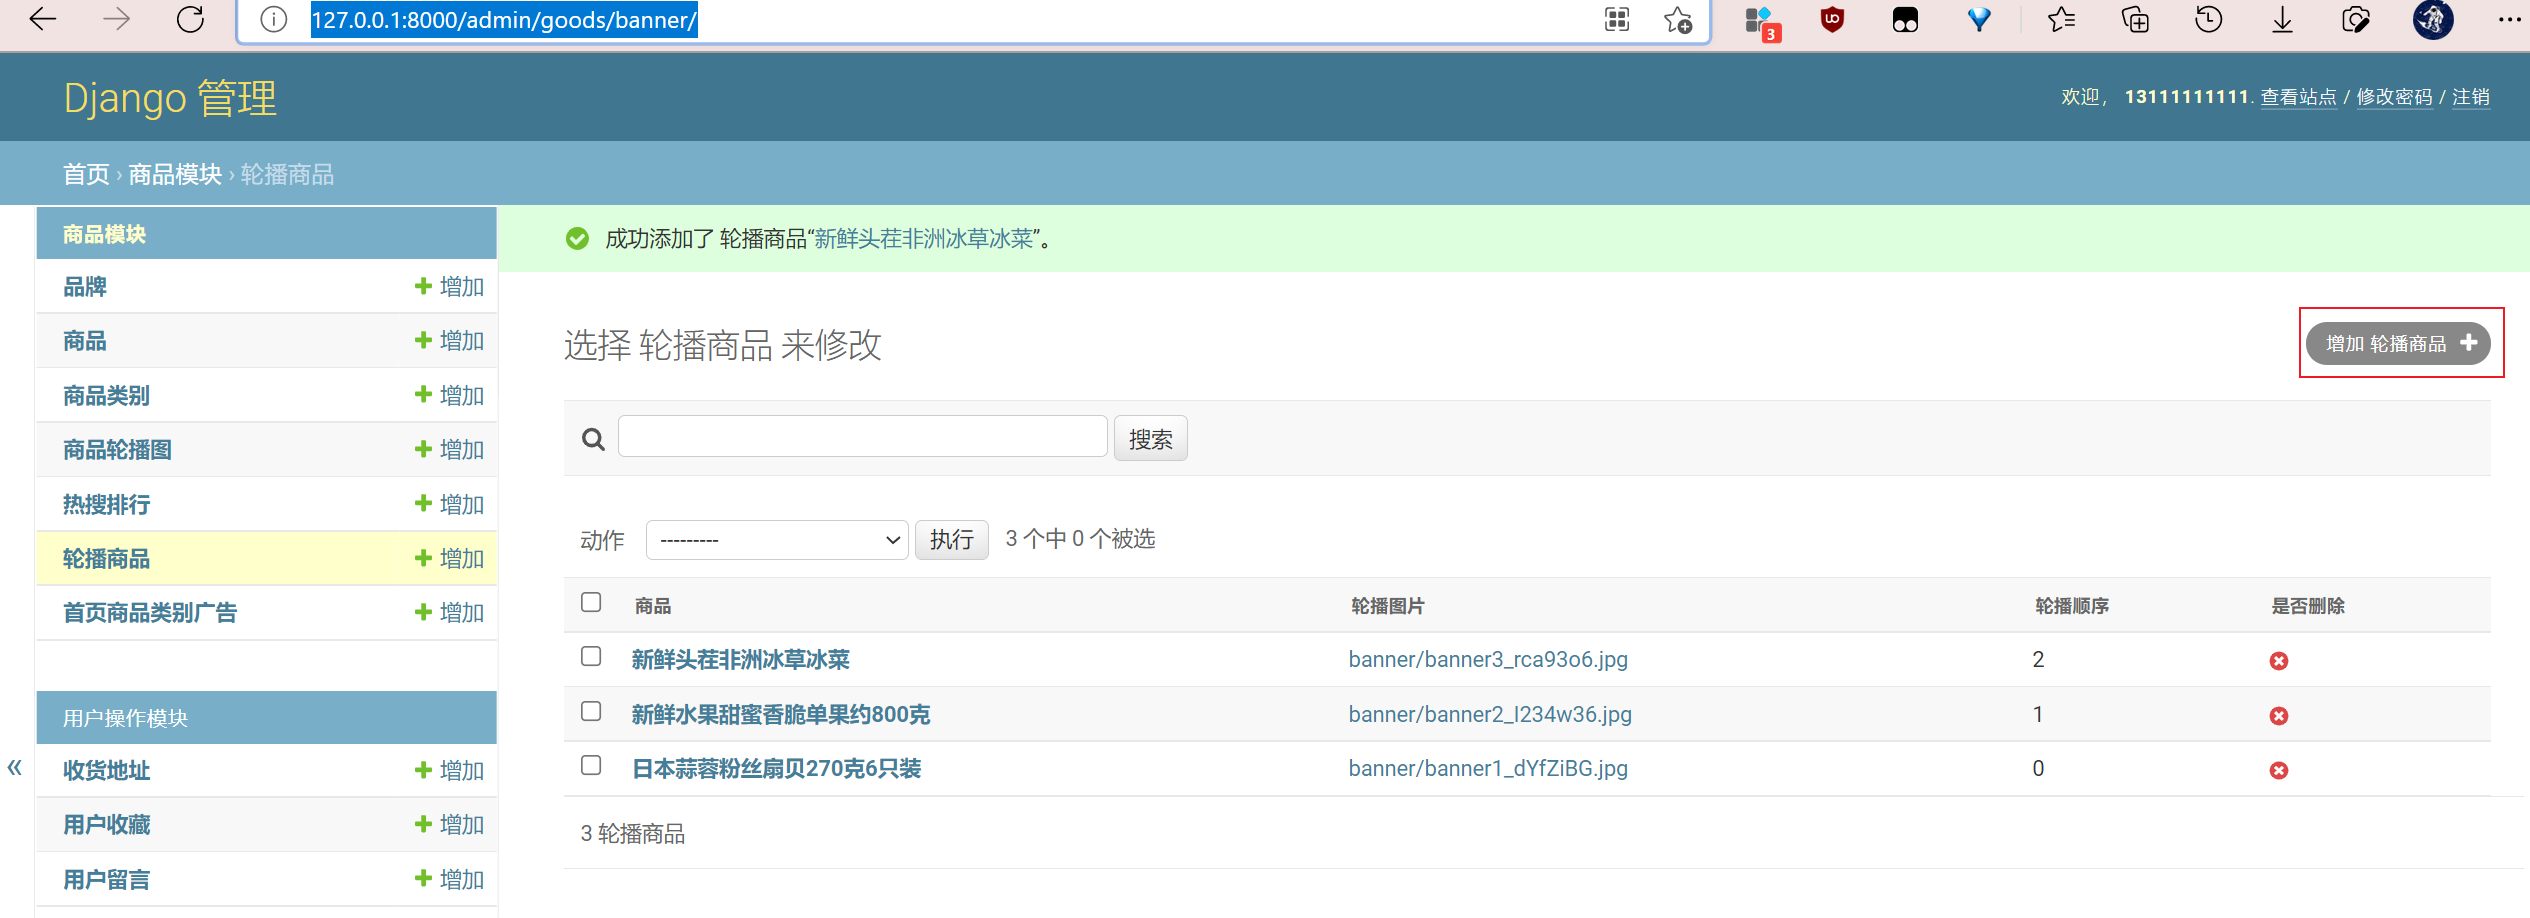 127.0.0.1:8000/admin/goods/banner/
3
Django 管理
欢迎， 13111111111. 查看站点 / 修改密码 / 注销
首页 › 商品模块 › 轮播商品
商品模块
品牌 增加
商品 增加
商品类别 增加
商品轮播图 增加
热搜排行 增加
轮播商品 增加
首页商品类别广告 增加
用户操作模块
«
收货地址 增加
用户收藏 增加
用户留言 增加
成功添加了 轮播商品“新鲜头茬非洲冰草冰菜”。
选择 轮播商品 来修改
增加 轮播商品
搜索
动作 --------- 执行 3 个中 0 个被选
商品 轮播图片 轮播顺序 是否删除
新鲜头茬非洲冰草冰菜 banner/banner3_rca93o6.jpg 2
新鲜水果甜蜜香脆单果约800克 banner/banner2_I234w36.jpg 1
日本蒜蓉粉丝扇贝270克6只装 banner/banner1_dYfZiBG.jpg 0
3 轮播商品